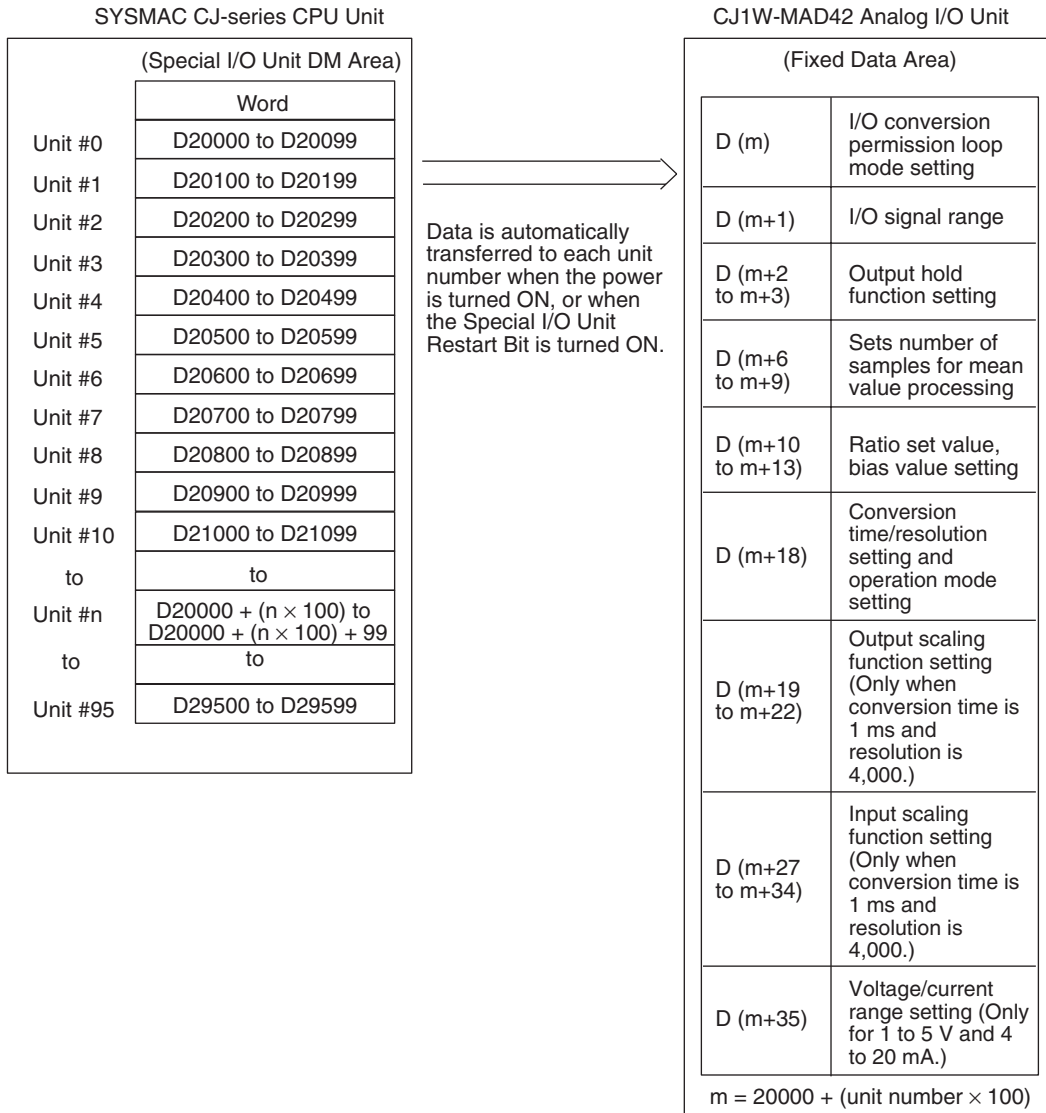 SYSMAC CJ-series CPU Unit
(Special I/O Unit DM Area)
Word
Unit #0 D20000 to D20099
Unit #1 D20100 to D20199
Unit #2 D20200 to D20299
Unit #3 D20300 to D20399
Unit #4 D20400 to D20499
Unit #5 D20500 to D20599
Unit #6 D20600 to D20699
Unit #7 D20700 to D20799
Unit #8 D20800 to D20899
Unit #9 D20900 to D20999
Unit #10 D21000 to D21099
to to
Unit #n D20000 + (n × 100) to
D20000 + (n × 100) + 99
to to
Unit #95 D29500 to D29599
Data is automatically
transferred to each unit
number when the power
is turned ON, or when
the Special I/O Unit
Restart Bit is turned ON.
CJ1W-MAD42 Analog I/O Unit
(Fixed Data Area)
D (m)
I/O conversion
permission loop
mode setting
D (m+1)
I/O signal range
D (m+2
to m+3)
Output hold
function setting
D (m+6
to m+9)
Sets number of
samples for mean
value processing
D (m+10
to m+13)
Ratio set value,
bias value setting
D (m+18)
Conversion
time/resolution
setting and
operation mode
setting
D (m+19
to m+22)
Output scaling
function setting
(Only when
conversion time is
1 ms and
resolution is
4,000.)
D (m+27
to m+34)
Input scaling
function setting
(Only when
conversion time is
1 ms and
resolution is
4,000.)
D (m+35)
Voltage/current
range setting (Only
for 1 to 5 V and 4
to 20 mA.)
m = 20000 + (unit number × 100)